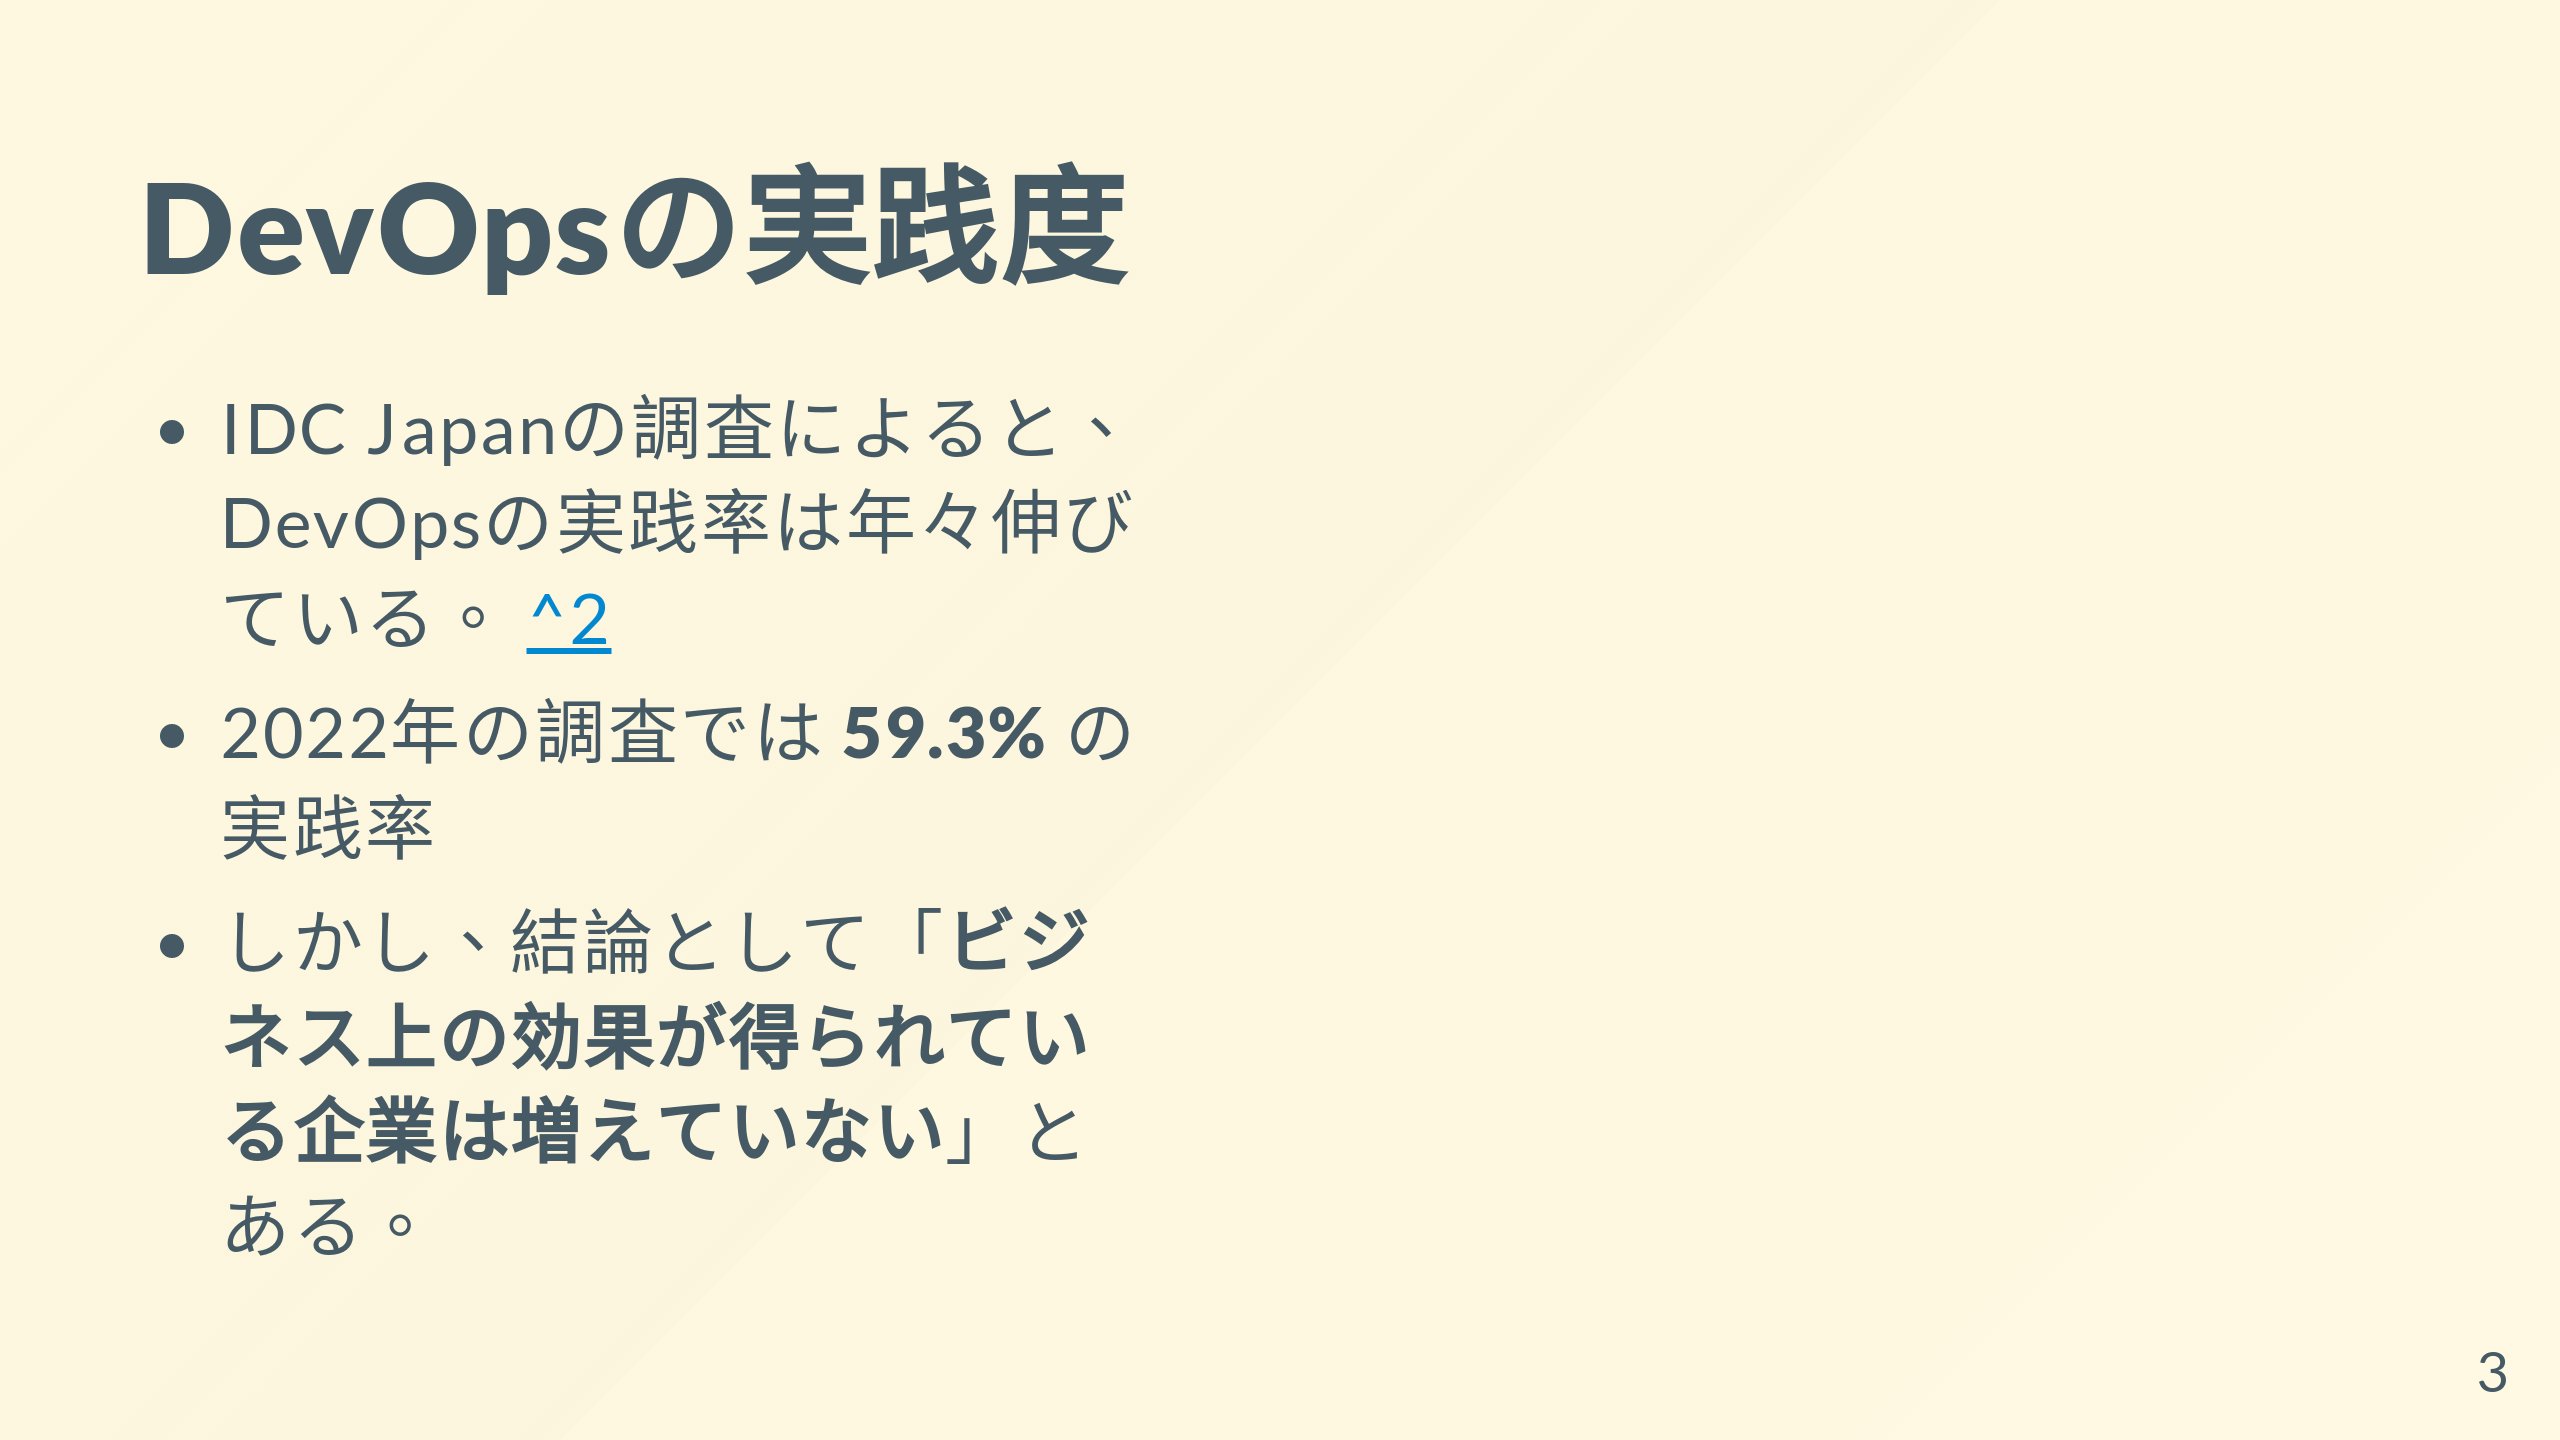 DevOpsの実践度
• IDC Japanの調査によると、
DevOpsの実践率は年々伸び
ている。 ^2
• 2022年の調査では 59.3% の
実践率
• しかし、結論として「ビジ
ネス上の効果が得られてい
る企業は増えていない」と
ある。
3